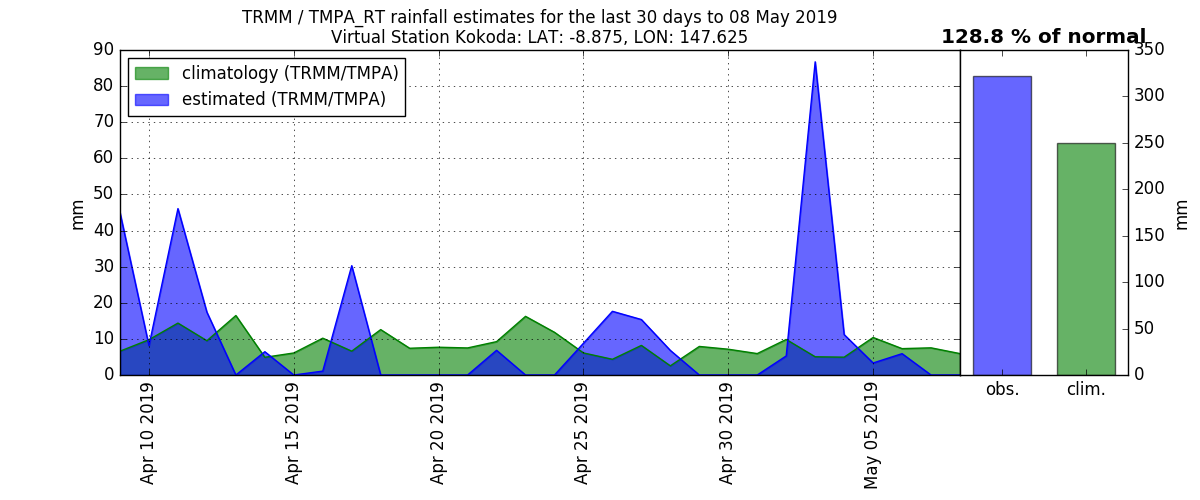 TRMM / TMPA_RT rainfall estimates for the last 30 days to 08 May 2019
Virtual Station Kokoda: LAT: -8.875, LON: 147.625
128.8 % of normal
climatology (TRMM/TMPA)
estimated (TRMM/TMPA)
90
80
70
60
50
40
30
20
10
0
mm
Apr 10 2019
Apr 15 2019
Apr 20 2019
Apr 25 2019
Apr 30 2019
May 05 2019
obs.
clim.
350
300
250
200
150
100
50
0
mm